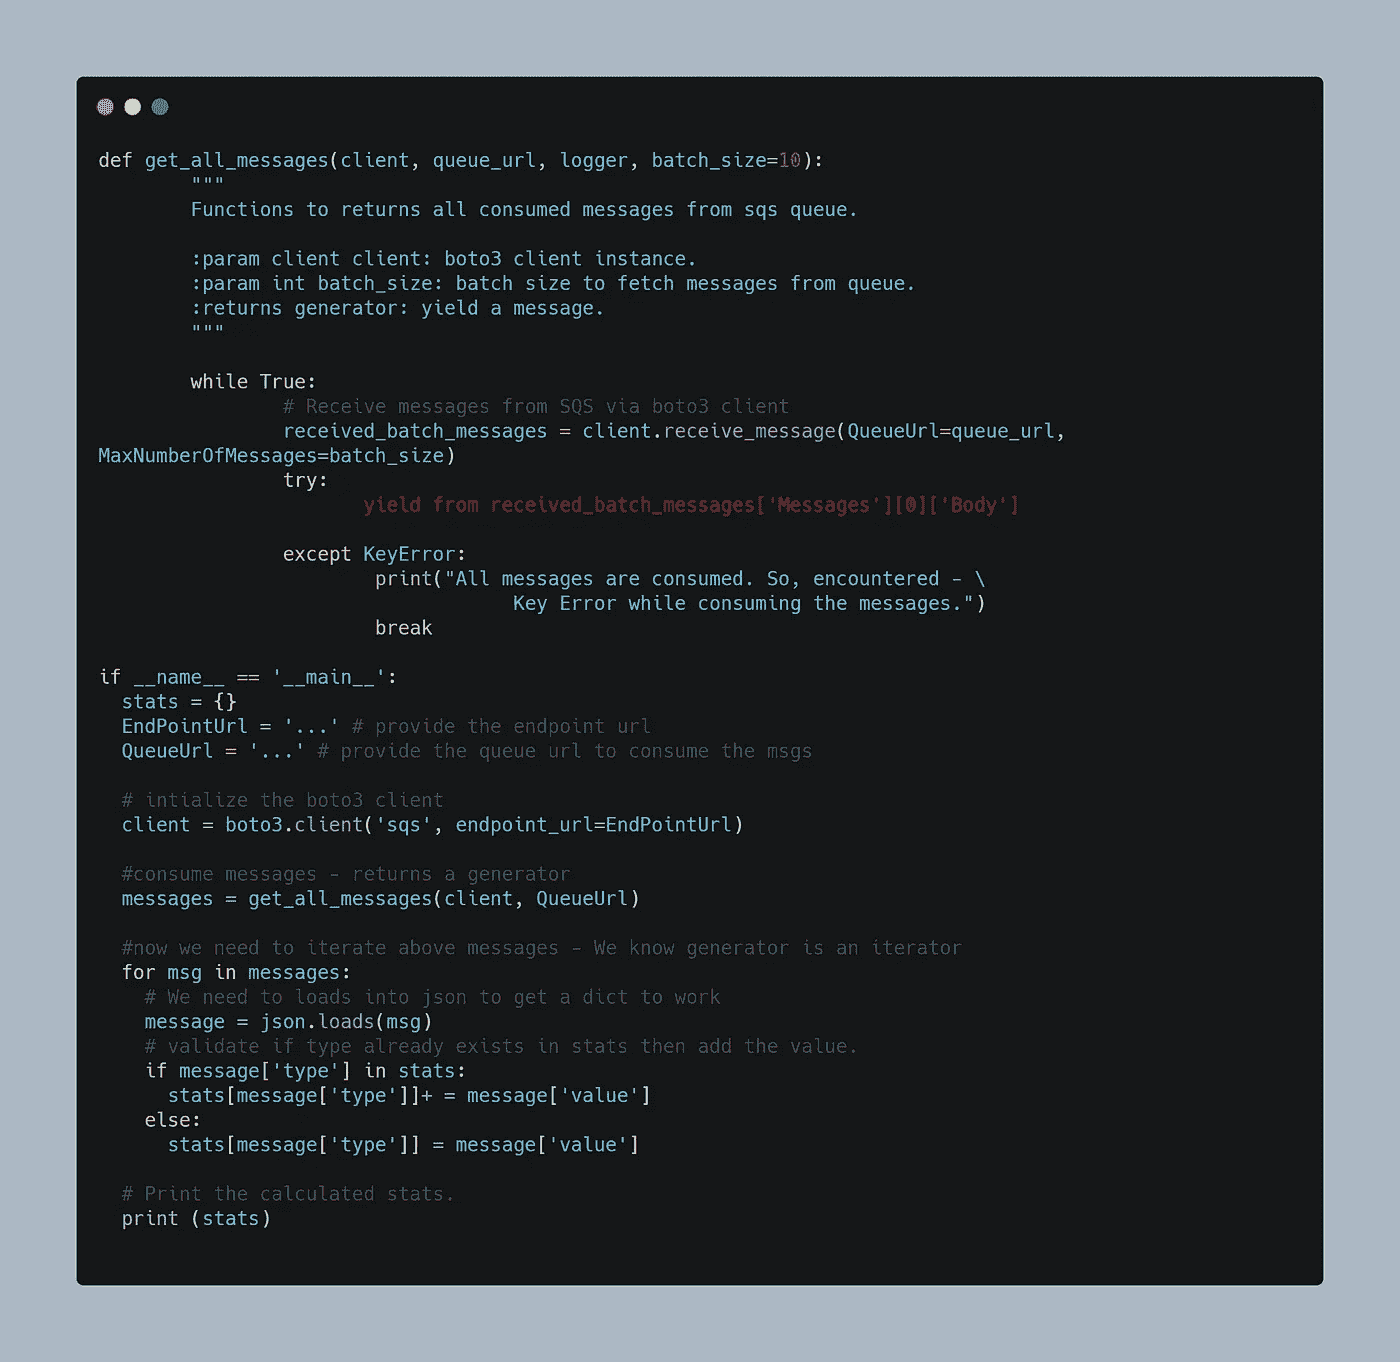 def get_all_messages(client, queue_url, logger, batch_size=10):
        """
        Functions to returns all consumed messages from sqs queue.

        :param client client: boto3 client instance.
        :param int batch_size: batch size to fetch messages from queue.
        :returns generator: yield a message.
        """

        while True:
                # Receive messages from SQS via boto3 client
                received_batch_messages = client.receive_message(QueueUrl=queue_url,
MaxNumberOfMessages=batch_size)
                try:
                       yield from received_batch_messages['Messages'][0]['Body']

                except KeyError:
                        print("All messages are consumed. So, encountered - \
                                    Key Error while consuming the messages.")
                        break

if __name__ == '__main__':
  stats = {}
  EndPointUrl = '...' # provide the endpoint url
  QueueUrl = '...' # provide the queue url to consume the msgs

  # intialize the boto3 client
  client = boto3.client('sqs', endpoint_url=EndPointUrl)

  #consume messages - returns a generator
  messages = get_all_messages(client, QueueUrl)

  #now we need to iterate above messages - We know generator is an iterator
  for msg in messages:
    # We need to loads into json to get a dict to work
    message = json.loads(msg)
    # validate if type already exists in stats then add the value.
    if message['type'] in stats:
      stats[message['type']]+ = message['value']
    else:
      stats[message['type']] = message['value']

  # Print the calculated stats.
  print (stats)